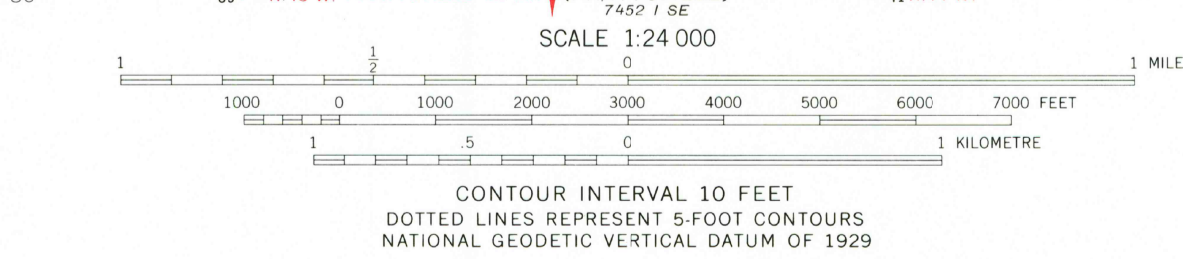 7452 I SE
SCALE 1:24 000
1 1/2 0 1 MILE
1000 0 1000 2000 3000 4000 5000 6000 7000 FEET
1 .5 0 1 KILOMETRE
CONTOUR INTERVAL 10 FEET
DOTTED LINES REPRESENT 5-FOOT CONTOURS
NATIONAL GEODETIC VERTICAL DATUM OF 1929